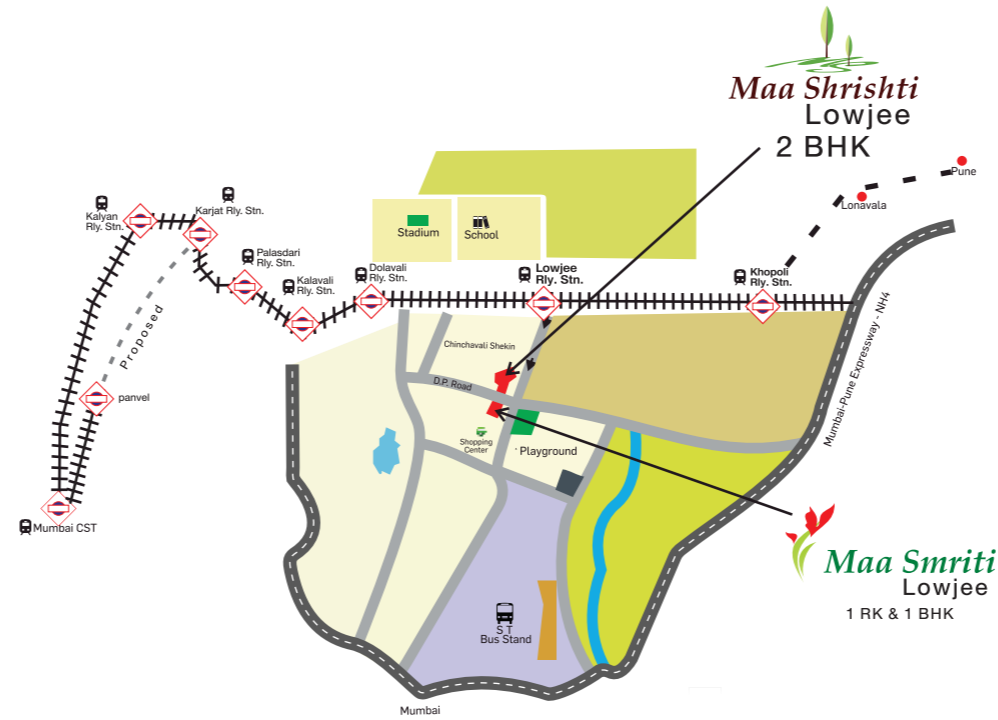 Maa Shrishti
Lowjee
2 BHK
Pune
Lonavala
Kalyan
Rly. Stn.
Karjat Rly. Stn.
Stadium
School
Palasdari
Rly. Stn.
Kalavali
Rly. Stn.
Dolavali
Rly. Stn.
Lowjee
Rly. Stn.
Khopoli
Rly. Stn.
Proposed
Chinchavali Shekin
D.P. Road
Mumbai-Pune Expressway - NH4
panvel
Shopping
Center
Playground
Mumbai CST
Maa Smriti
Lowjee
1 RK & 1 BHK
S T
Bus Stand
Mumbai